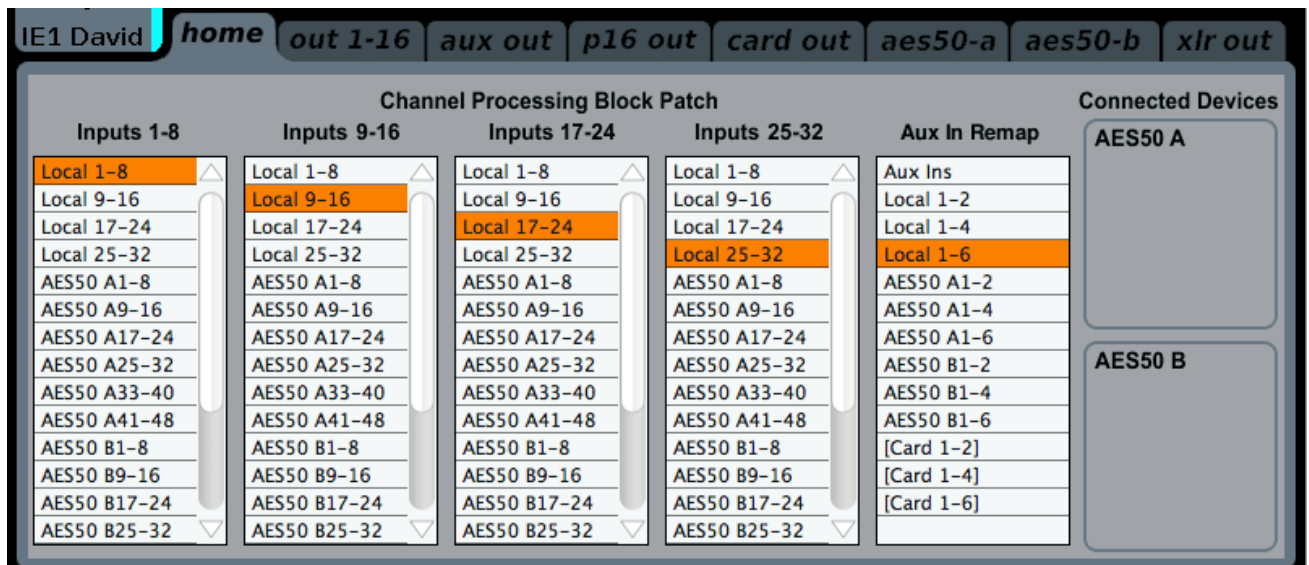 IE1 David
home
out 1-16
aux out
p16 out
card out
aes50-a
aes50-b
xlr out
Channel Processing Block Patch
Connected Devices
Inputs 1-8
Inputs 9-16
Inputs 17-24
Inputs 25-32
Aux In Remap
Local 1-8
Local 9-16
Local 17-24
Local 25-32
AES50 A1-8
AES50 A9-16
AES50 A17-24
AES50 A25-32
AES50 A33-40
AES50 A41-48
AES50 B1-8
AES50 B9-16
AES50 B17-24
AES50 B25-32
Local 1-8
Local 9-16
Local 17-24
Local 25-32
AES50 A1-8
AES50 A9-16
AES50 A17-24
AES50 A25-32
AES50 A33-40
AES50 A41-48
AES50 B1-8
AES50 B9-16
AES50 B17-24
AES50 B25-32
Local 1-8
Local 9-16
Local 17-24
Local 25-32
AES50 A1-8
AES50 A9-16
AES50 A17-24
AES50 A25-32
AES50 A33-40
AES50 A41-48
AES50 B1-8
AES50 B9-16
AES50 B17-24
AES50 B25-32
Local 1-8
Local 9-16
Local 17-24
Local 25-32
AES50 A1-8
AES50 A9-16
AES50 A17-24
AES50 A25-32
AES50 A33-40
AES50 A41-48
AES50 B1-8
AES50 B9-16
AES50 B17-24
AES50 B25-32
Aux Ins
Local 1-2
Local 1-4
Local 1-6
AES50 A1-2
AES50 A1-4
AES50 A1-6
AES50 B1-2
AES50 B1-4
AES50 B1-6
[Card 1-2]
[Card 1-4]
[Card 1-6]
AES50 A
AES50 B